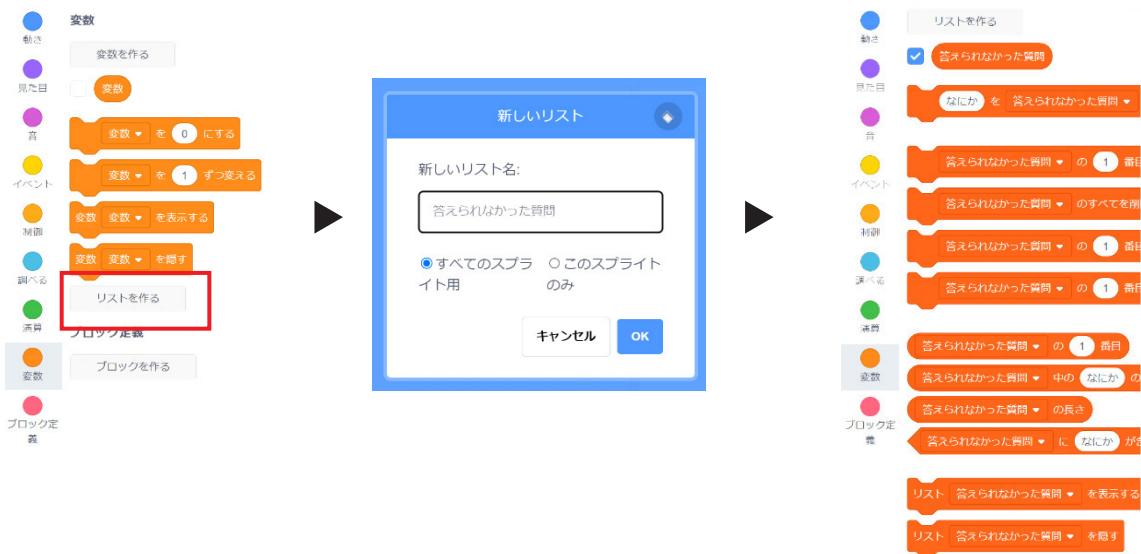 動き
見た目
音
イベント
制御
調べる
演算
変数
ブロック定
義
変数
変数を作る
変数
変数 を 0 にする
変数 を 1 ずつ変える
変数 変数 を表示する
変数 変数 を隠す
リストを作る
ブロック定義
ブロックを作る
新しいリスト
新しいリスト名:
答えられなかった質問
すべてのスプラ
イト用
このスプライト
のみ
キャンセル OK
動き
見た目
音
イベント
制御
調べる
演算
変数
ブロック定
義
リストを作る
答えられなかった質問
なにか を 答えられなかった質問
答えられなかった質問 の 1 番目
答えられなかった質問 のすべてを削
答えられなかった質問 の 1 番目
答えられなかった質問 の 1 番目
答えられなかった質問 の 1 番目
答えられなかった質問 中の なにか の
答えられなかった質問 の長さ
答えられなかった質問 に なにか が
リスト 答えられなかった質問 を表示する
リスト 答えられなかった質問 を隠す